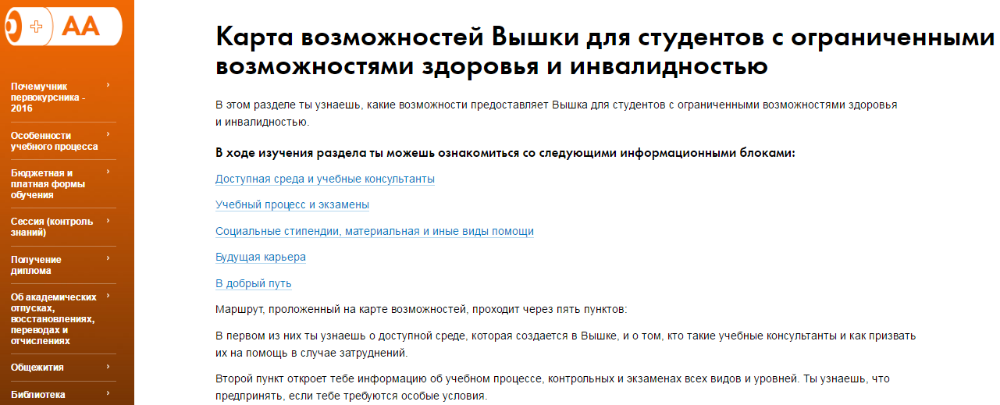 АА
Почемучник
первокурсника -
2016
Особенности
учебного процесса
Бюджетная и
платная формы
обучения
Сессия (контроль
знаний)
Получение
диплома
Об академических
отпусках,
восстановлениях,
переводах и
отчислениях
Общежития
Библиотека
Карта возможностей Вышки для студентов с ограниченными
возможностями здоровья и инвалидностью
В этом разделе ты узнаешь, какие возможности предоставляет Вышка для студентов с ограниченными возможностями здоровья
и инвалидностью.
В ходе изучения раздела ты можешь ознакомиться со следующими информационными блоками:
Доступная среда и учебные консультанты
Учебный процесс и экзамены
Социальные стипендии, материальная и иные виды помощи
Будущая карьера
В добрый путь
Маршрут, проложенный на карте возможностей, проходит через пять пунктов:
В первом из них ты узнаешь о доступной среде, которая создается в Вышке, и о том, кто такие учебные консультанты и как призвать
их на помощь в случае затруднений.
Второй пункт откроет тебе информацию об учебном процессе, контрольных и экзаменах всех видов и уровней. Ты узнаешь, что
предпринять, если тебе требуются особые условия.